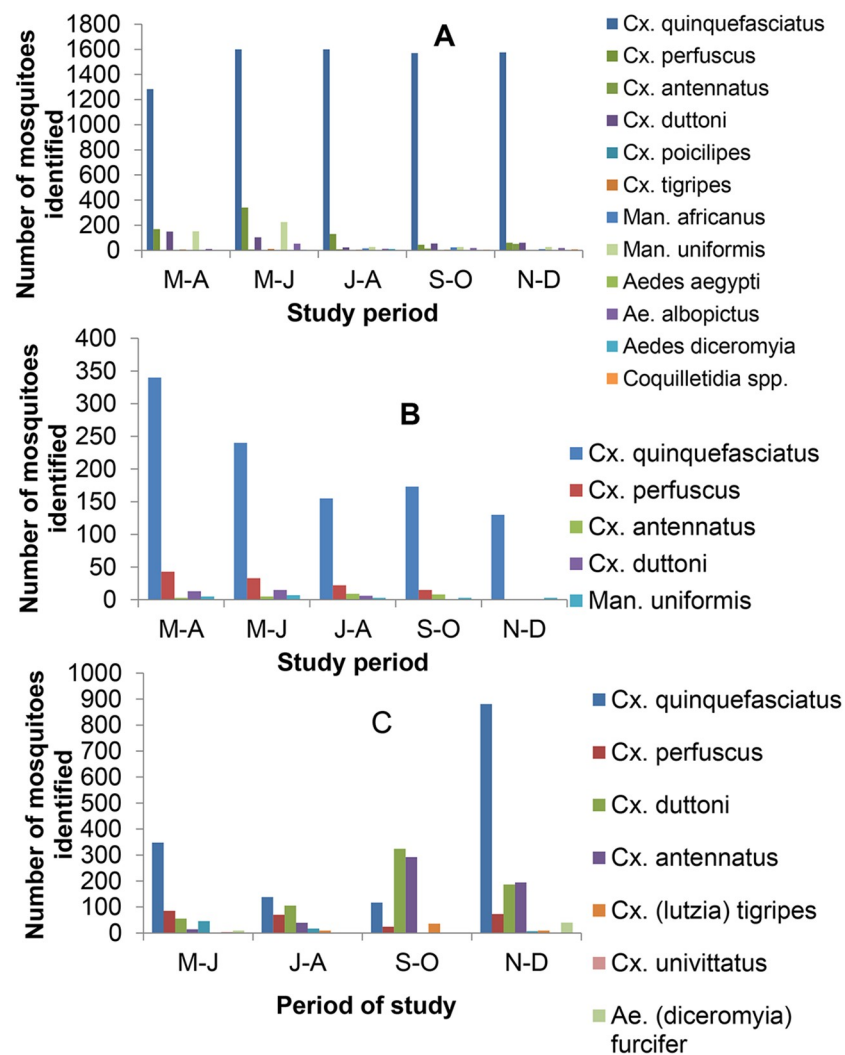 A
Number of mosquitoes
identified
1800
1600
1400
1200
1000
800
600
400
200
0
M-A M-J J-A S-O N-D
Study period
Cx. quinquefasciatus
Cx. perfuscus
Cx. antennatus
Cx. duttoni
Cx. poicilipes
Cx. tigripes
Man. africanus
Man. uniformis
Aedes aegypti
Ae. albopictus
Aedes diceromyia
Coquilletidia spp.
B
Number of mosquitoes
identified
400
350
300
250
200
150
100
50
0
M-A M-J J-A S-O N-D
Study period
Cx. quinquefasciatus
Cx. perfuscus
Cx. antennatus
Cx. duttoni
Man. uniformis
C
Number of mosquitoes
identified
1000
900
800
700
600
500
400
300
200
100
0
M-J J-A S-O N-D
Period of study
Cx. quinquefasciatus
Cx. perfuscus
Cx. duttoni
Cx. antennatus
Cx. (lutzia) tigripes
Cx. univittatus
Ae. (diceromyia)
furcifer